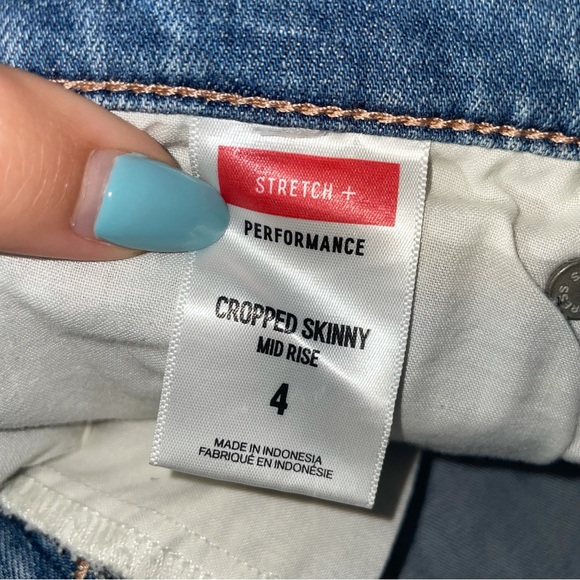 STRETCH +
PERFORMANCE
CROPPED SKINNY
MID RISE
4
MADE IN INDONESIA
FABRIQUÉ EN INDONÉSIE